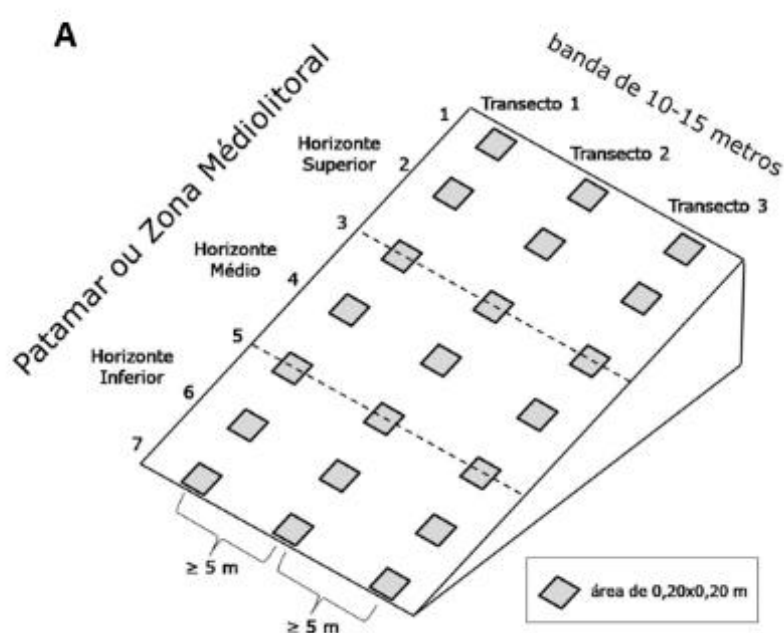 A
banda de 10-15 metros
Patamar ou Zona Médiolitoral
Transecto 1
Transecto 2
Transecto 3
1
Horizonte
Superior
2
3
Horizonte
Médio
4
5
Horizonte
Inferior
6
7
≥ 5 m
≥ 5 m
área de 0,20x0,20 m